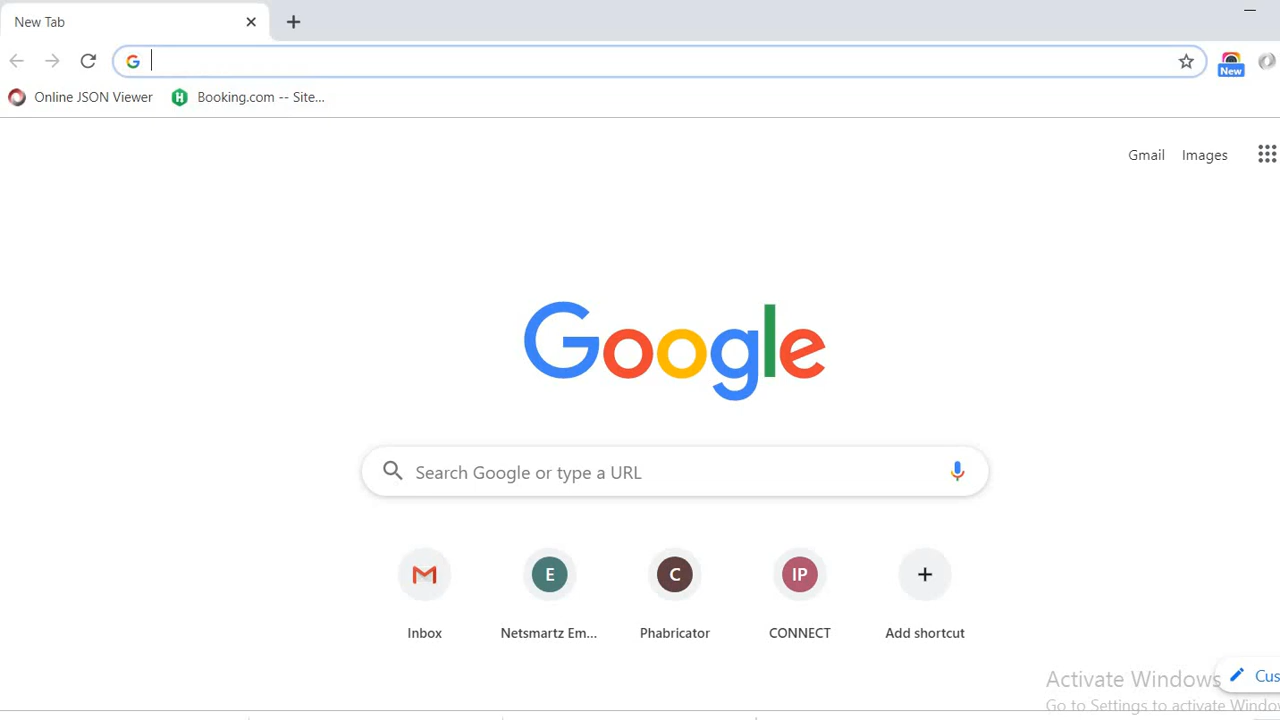 New Tab
Online JSON Viewer
Booking.com -- Site...
New
Gmail
Images
Google
Search Google or type a URL
E
C
IP
Inbox
Netsmartz Em...
Phabricator
CONNECT
Add shortcut
Activate Windows
Cus
Go to Settings to activate Windo